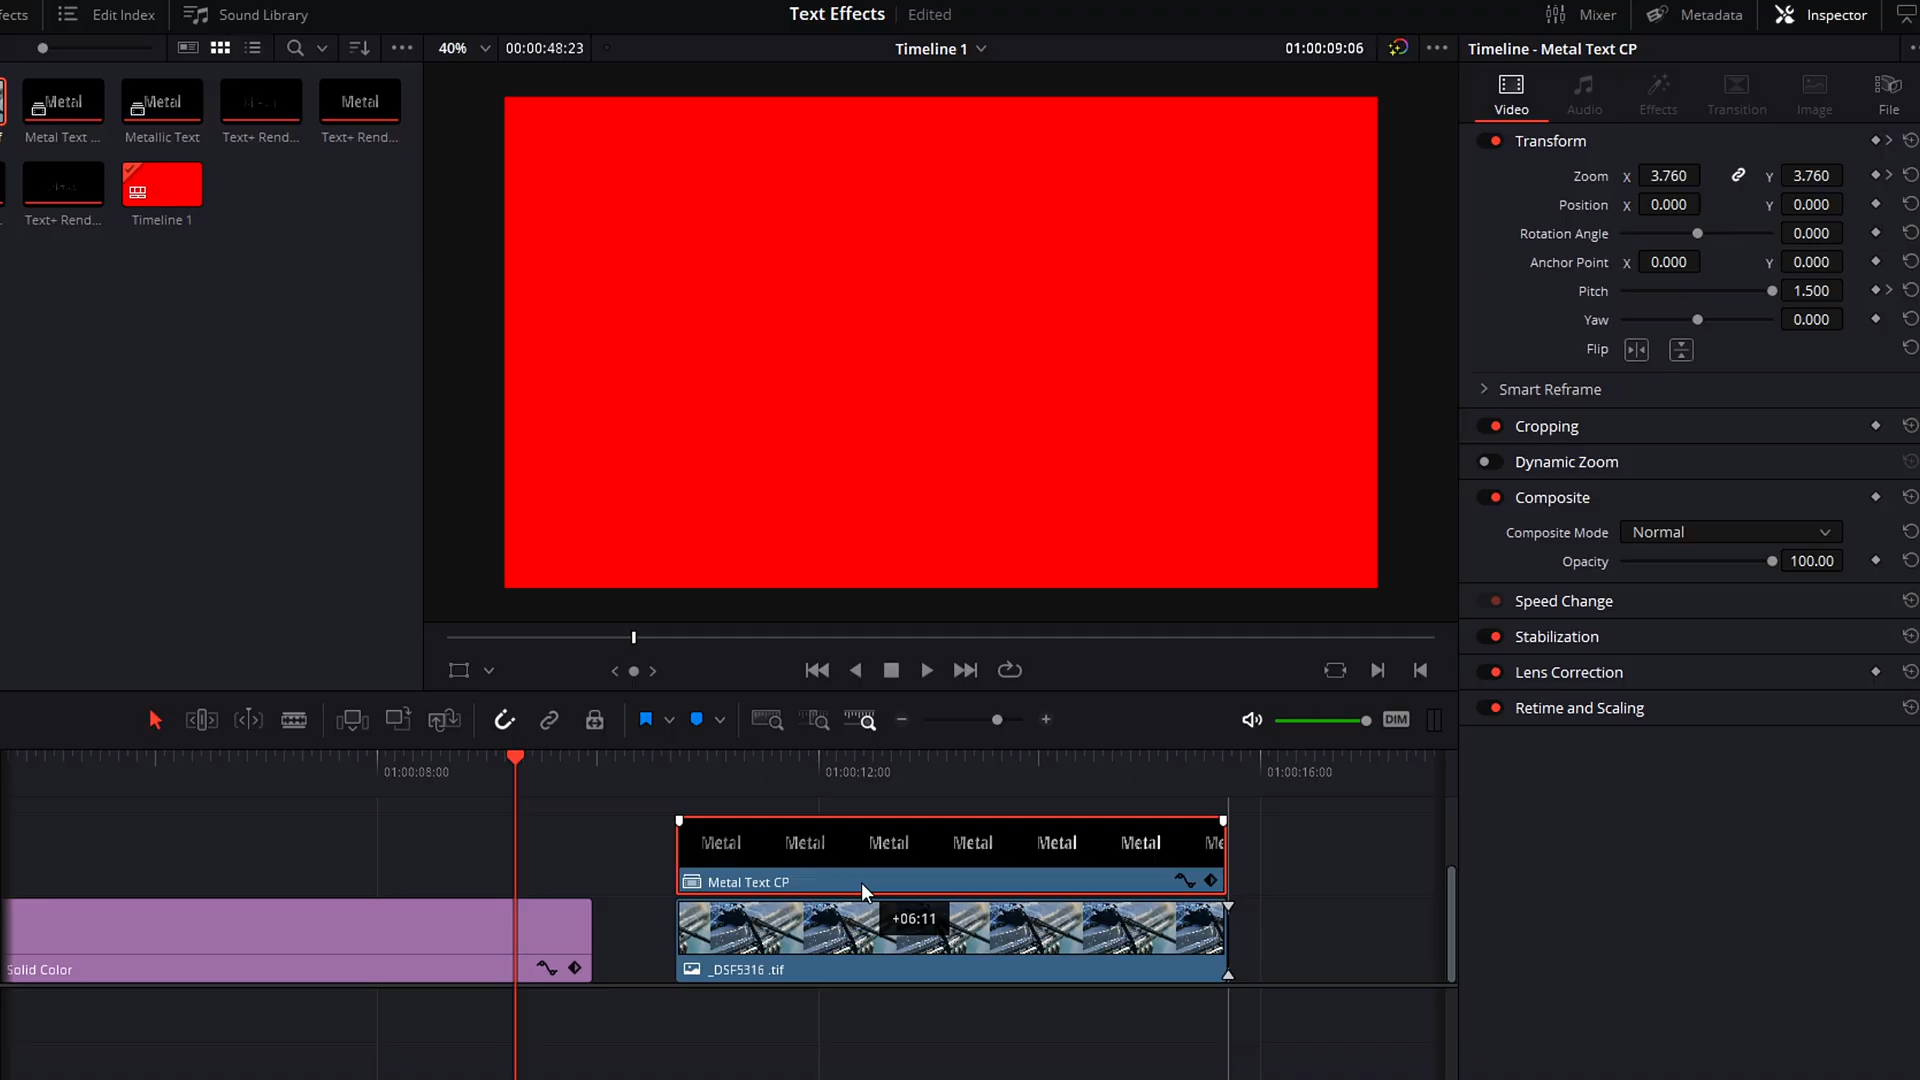 fects
Edit Index
Sound Library
Text Effects
Edited
Mixer
Metadata
Inspector
40%
00:00:48:23
Timeline 1
01:00:09:06
Timeline - Metal Text CP
Metal
Metal
Metal
f
Metal Text ...
Metallic Text
Text+ Rend...
Text+ Rend...
Text+ Rend...
Timeline 1
Video
Audio
Effects
Transition
Image
File
Transform
Zoom X 3.760 Y 3.760
Position X 0.000 Y 0.000
Rotation Angle 0.000
Anchor Point X 0.000 Y 0.000
Pitch 1.500
Yaw 0.000
Flip
Smart Reframe
Cropping
Dynamic Zoom
Composite
Composite Mode Normal
Opacity 100.00
Speed Change
Stabilization
Lens Correction
Retime and Scaling
DIM
01:00:08:00
01:00:12:00
01:00:16:00
Metal Metal Metal Metal Metal Metal Me
Metal Text CP
+06:11
Solid Color
_DSF5316 .tif